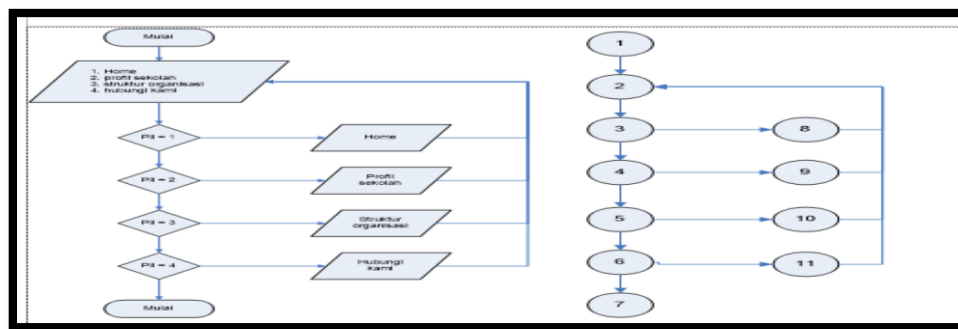 Mulai
1. Home
2. profil sekolah
3. struktur organisasi
4. hubungi kami
Pil = 1
Home
Pil = 2
Profil
sekolah
Pil = 3
Struktur
organisasi
Pil = 4
Hubungi
kami
Mulai
1
2
3
8
4
9
5
10
6
11
7